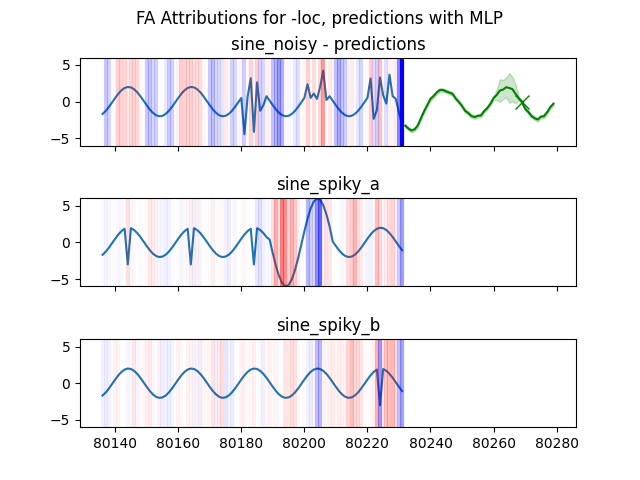 FA Attributions for -loc, predictions with MLP
sine_noisy - predictions
5
0
−5
sine_spiky_a
5
0
−5
sine_spiky_b
5
0
−5
80140 80160 80180 80200 80220 80240 80260 80280